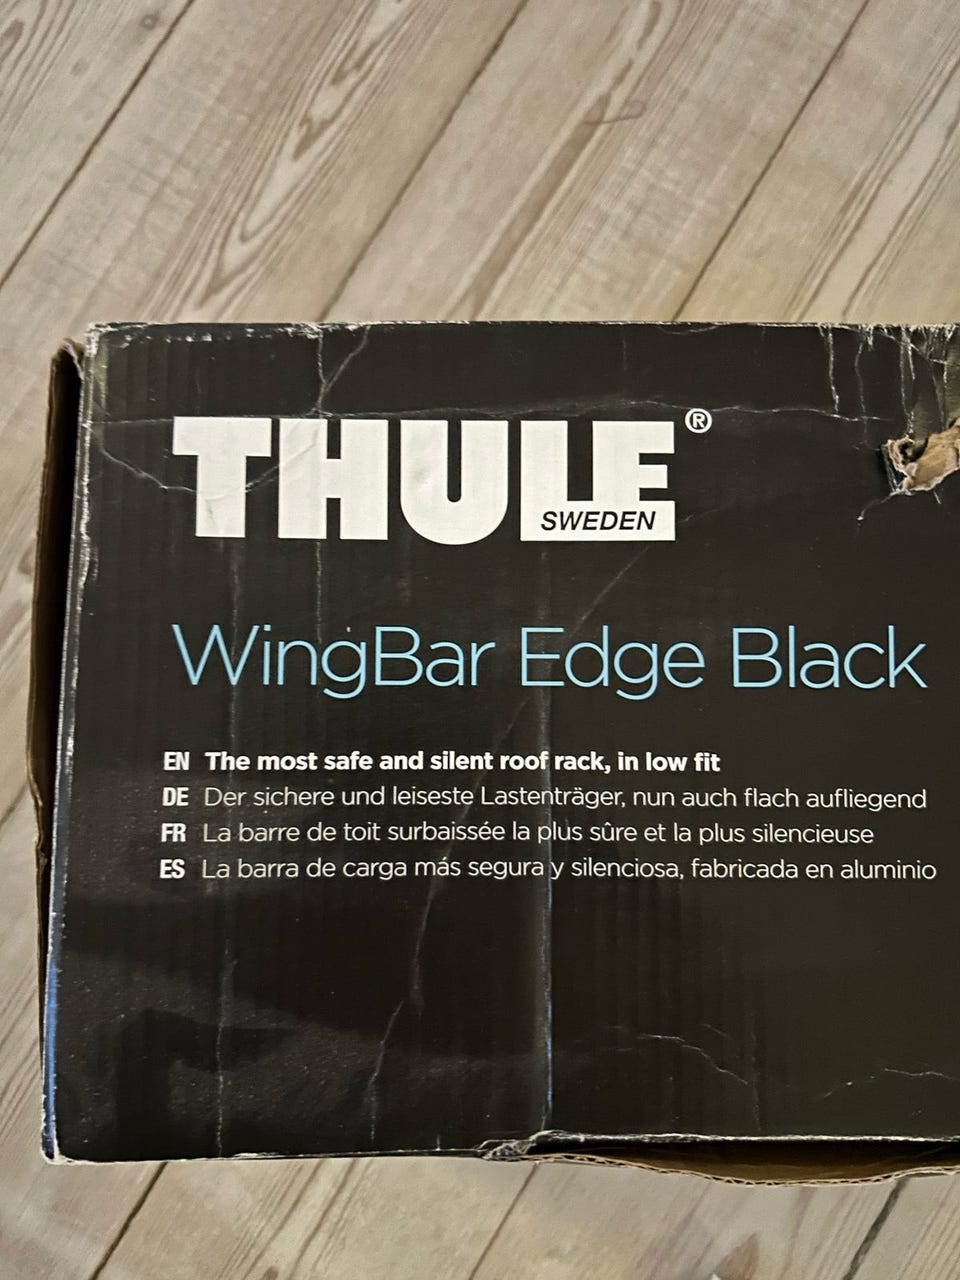 THULE®
SWEDEN
WingBar Edge Black
EN The most safe and silent roof rack, in low fit
DE Der sichere und leiseste Lastenträger, nun auch flach aufliegend
FR La barre de toit surbaissée la plus sûre et la plus silencieuse
ES La barra de carga más segura y silenciosa, fabricada en aluminio